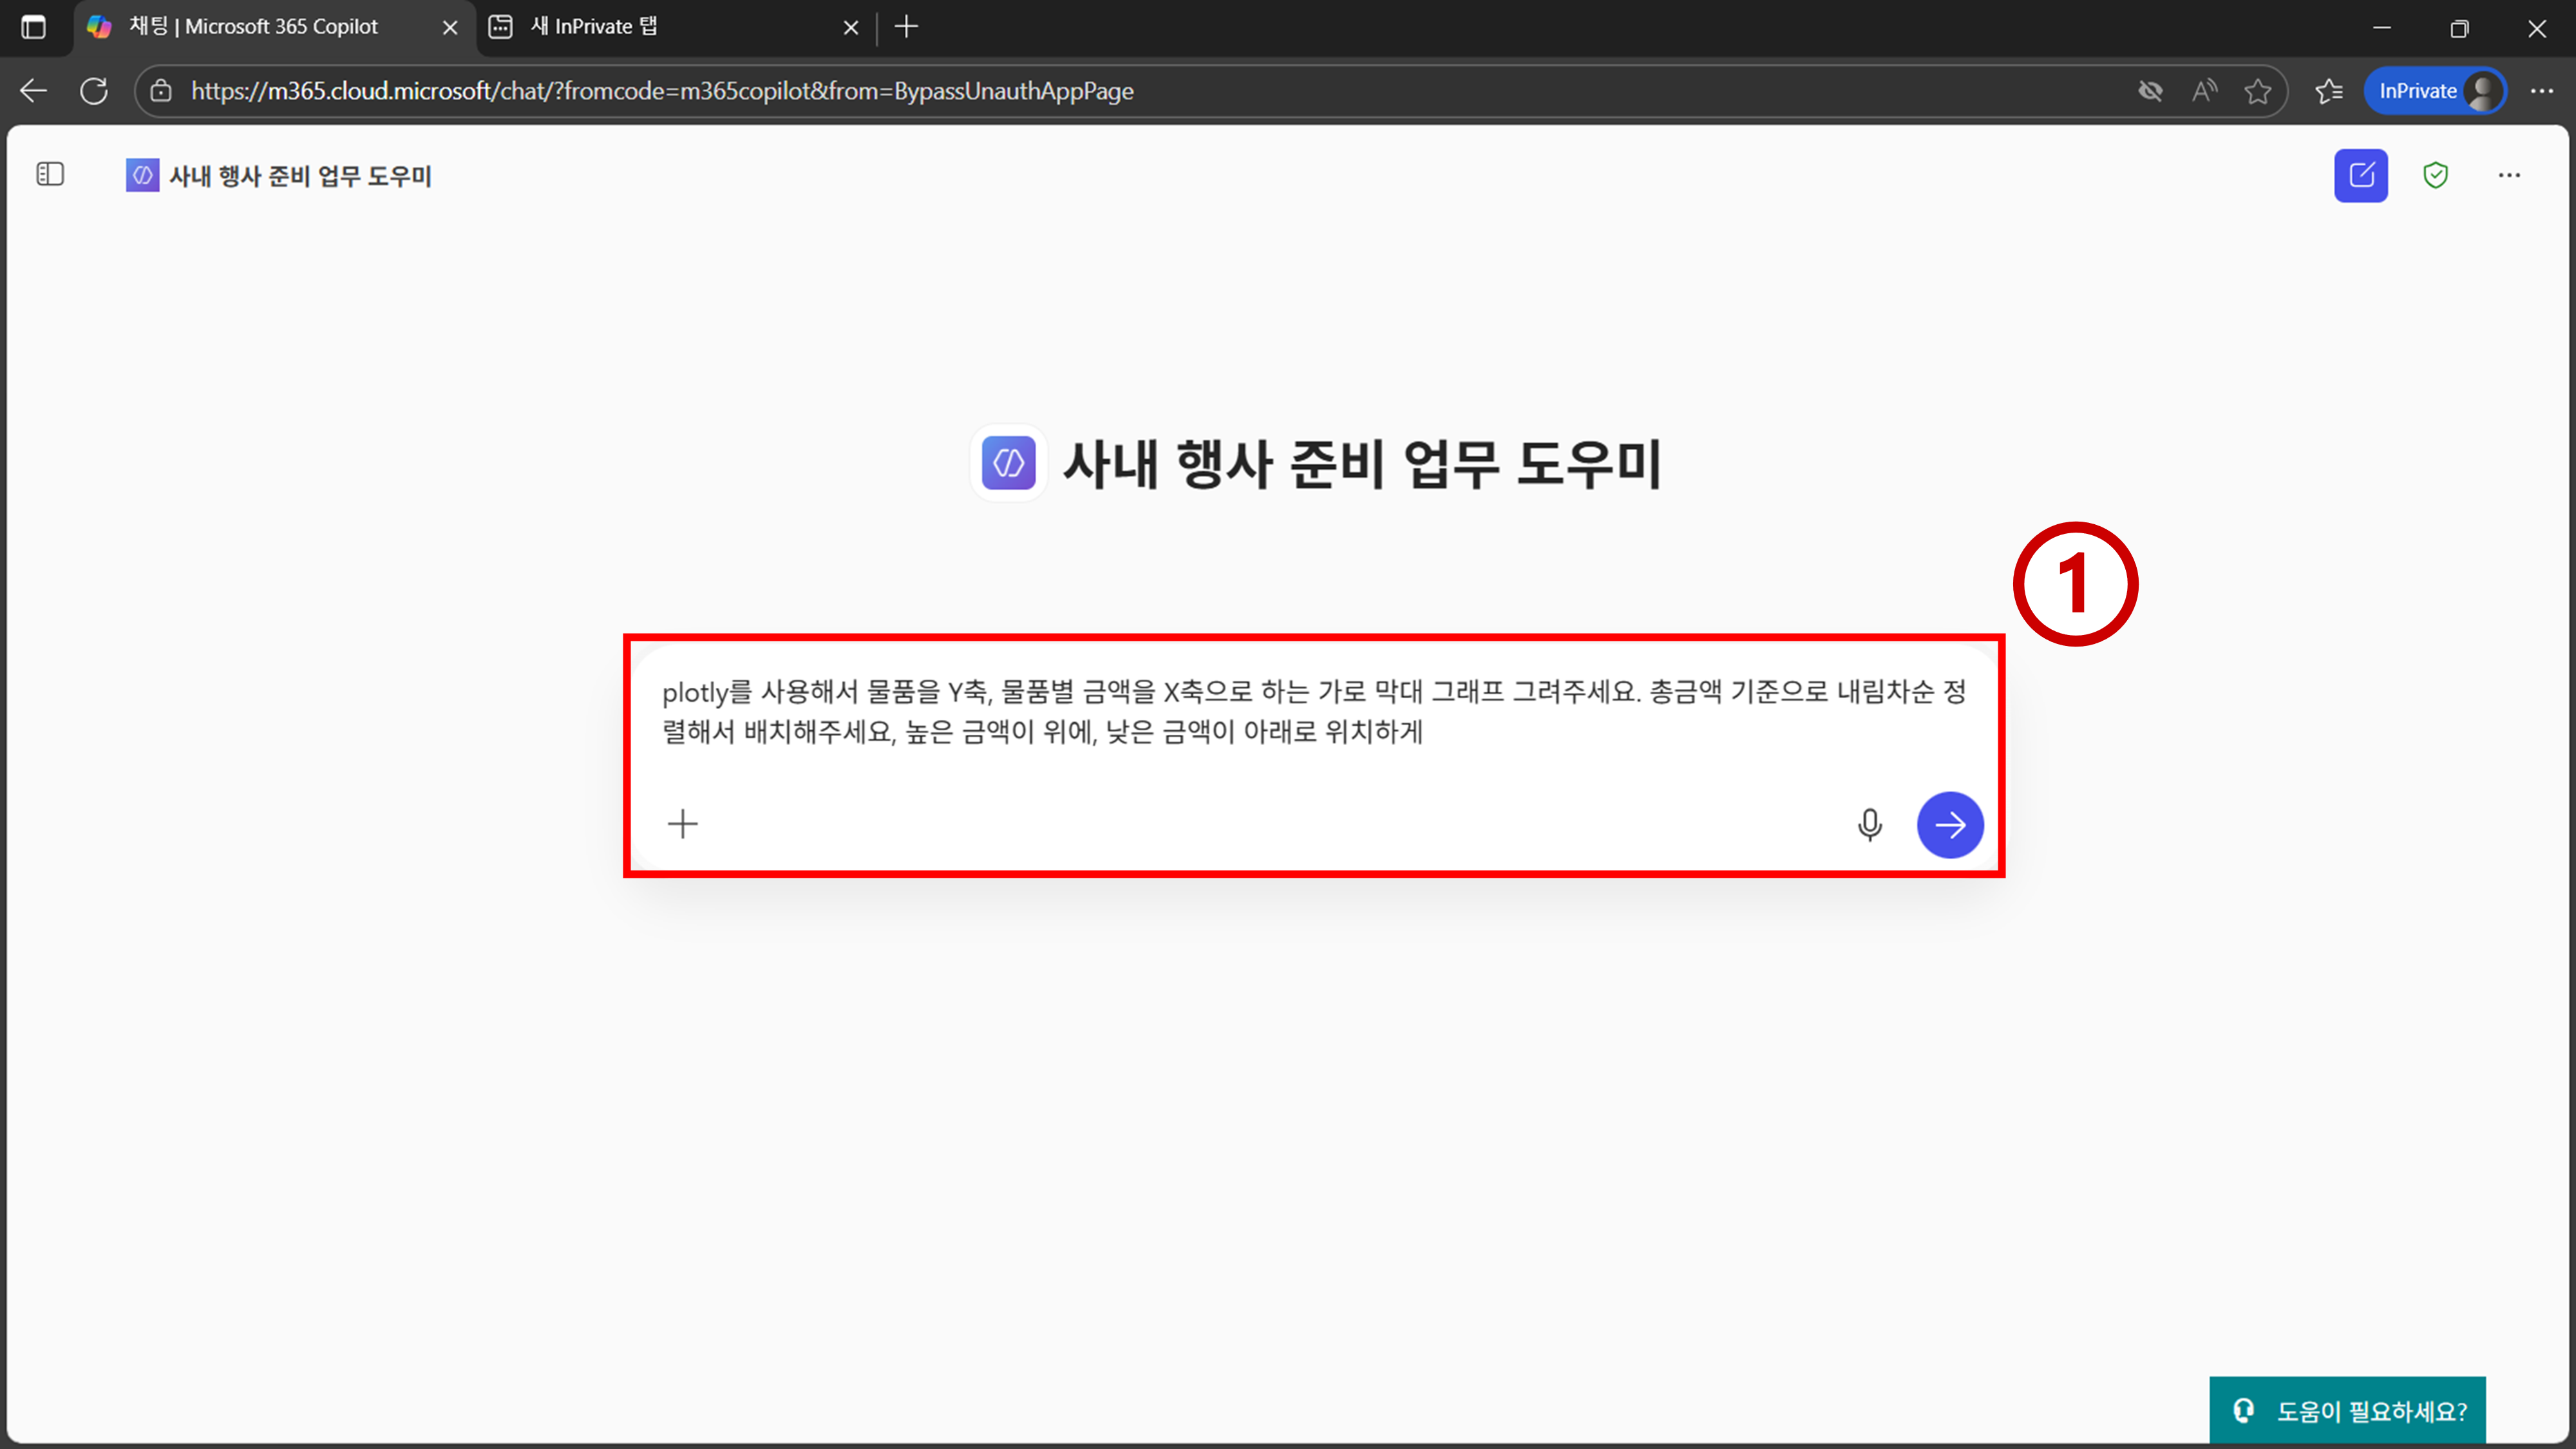 채팅 | Microsoft 365 Copilot
새 InPrivate 탭
https://m365.cloud.microsoft/chat/?fromcode=m365copilot&from=BypassUnauthAppPage
InPrivate
사내 행사 준비 업무 도우미
사내 행사 준비 업무 도우미
1
plotly를 사용해서 물품을 Y축, 물품별 금액을 X축으로 하는 가로 막대 그래프 그려주세요. 총금액 기준으로 내림차순 정
렬해서 배치해주세요, 높은 금액이 위에, 낮은 금액이 아래로 위치하게
도움이 필요하세요?